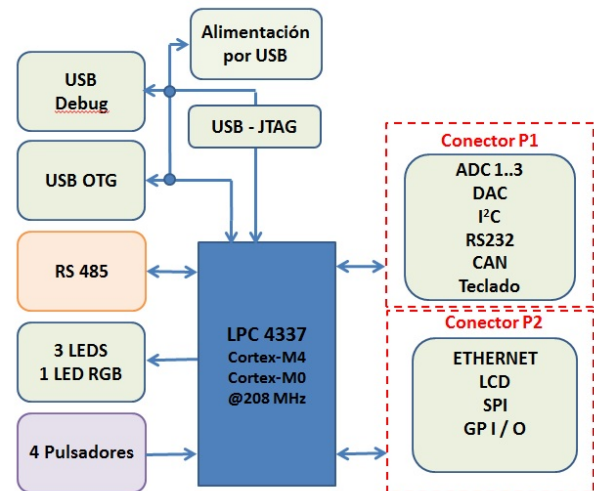 Alimentación
por USB
USB
Debug
USB - JTAG
USB OTG
RS 485
3 LEDS
1 LED RGB
4 Pulsadores
LPC 4337
Cortex-M4
Cortex-M0
@208 MHz
Conector P1
ADC 1..3
DAC
I²C
RS232
CAN
Teclado
Conector P2
ETHERNET
LCD
SPI
GP I / O